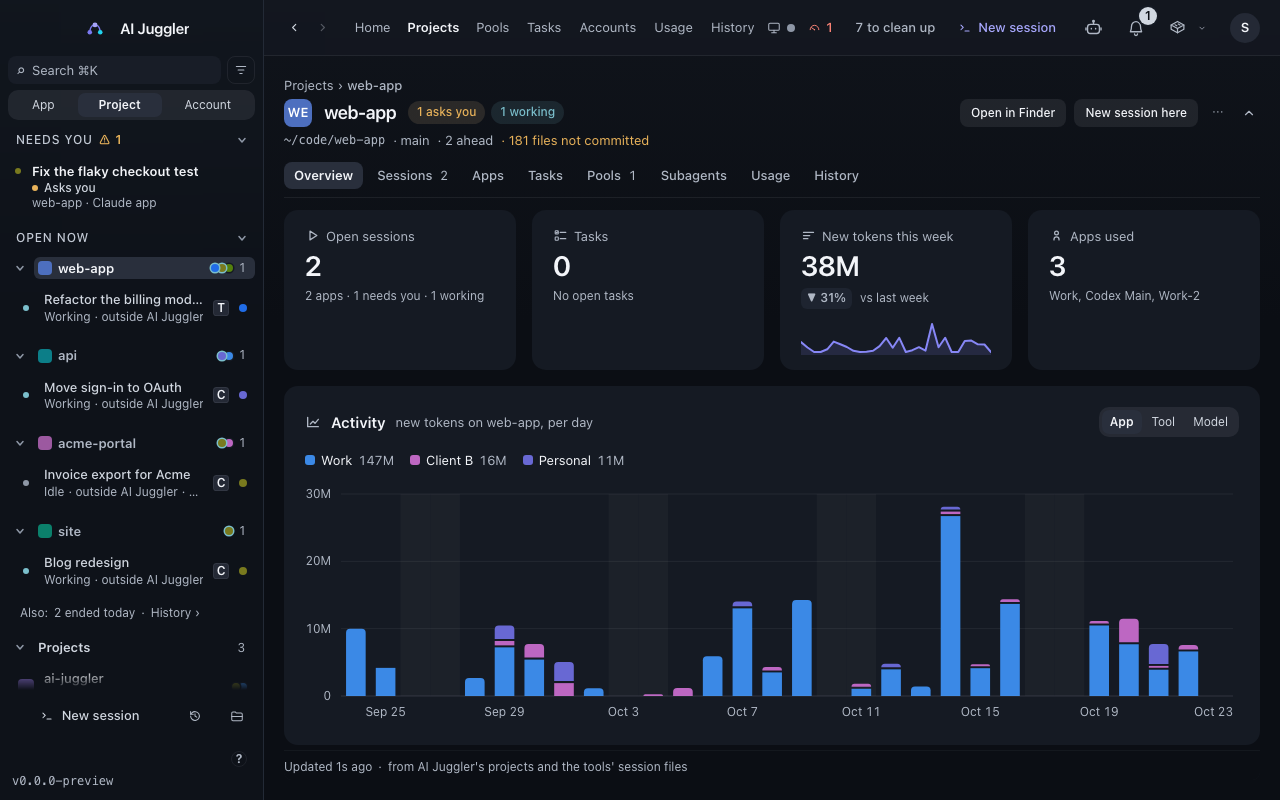 AI Juggler
Search ⌘K
App Project Account
NEEDS YOU 1
Fix the flaky checkout test
Asks you
web-app · Claude app
OPEN NOW
web-app 1
Refactor the billing mod... T
Working · outside AI Juggler
api 1
Move sign-in to OAuth C
Working · outside AI Juggler
acme-portal 1
Invoice export for Acme C
Idle · outside AI Juggler · ...
site 1
Blog redesign C
Working · outside AI Juggler
Also: 2 ended today · History ›
Projects 3
ai-juggler
New session
?
v0.0.0-preview
Home Projects Pools Tasks Accounts Usage History 1 7 to clean up New session 1 S
Projects › web-app
WE web-app 1 asks you 1 working Open in Finder New session here ...
~/code/web-app · main · 2 ahead · 181 files not committed
Overview Sessions 2 Apps Tasks Pools 1 Subagents Usage History
Open sessions
2
2 apps · 1 needs you · 1 working
Tasks
0
No open tasks
New tokens this week
38M
▼ 31% vs last week
Apps used
3
Work, Codex Main, Work-2
Activity new tokens on web-app, per day App Tool Model
Work 147M Client B 16M Personal 11M
30M
20M
10M
0
Sep 25 Sep 29 Oct 3 Oct 7 Oct 11 Oct 15 Oct 19 Oct 23
Updated 1s ago · from AI Juggler's projects and the tools' session files